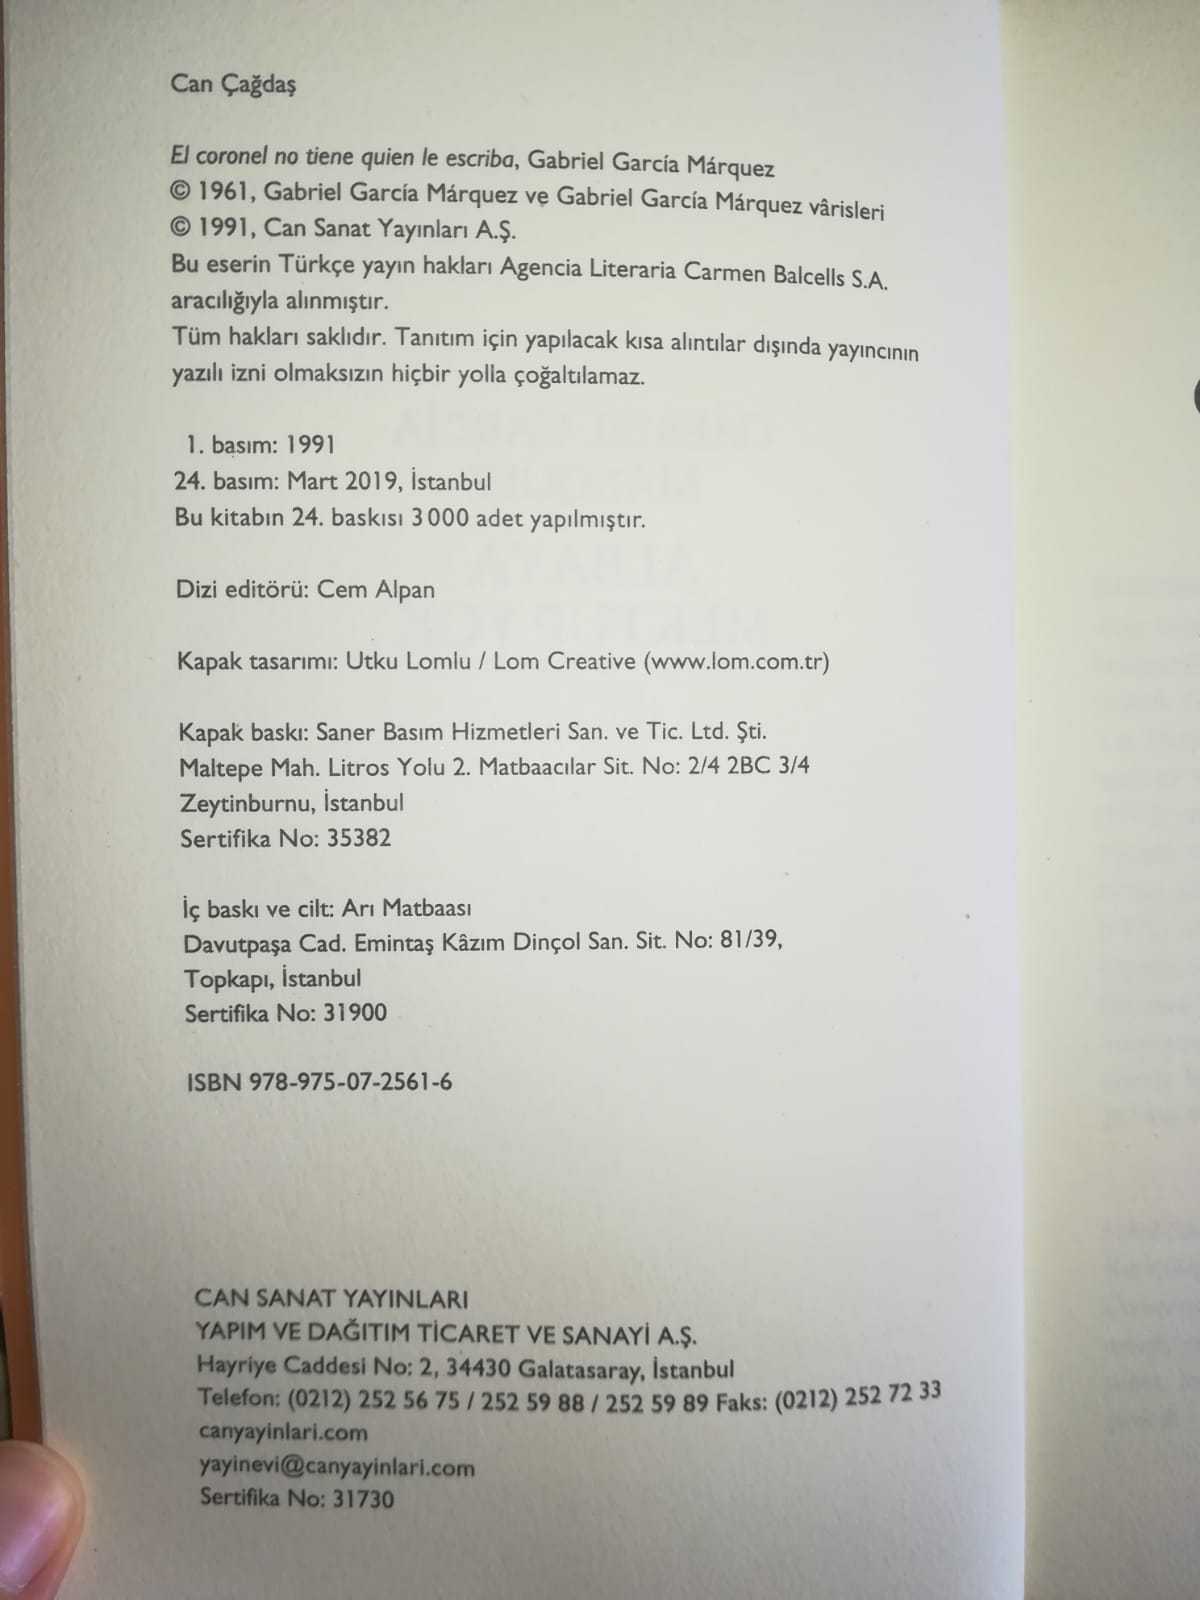 Can Çağdaş
El coronel no tiene quien le escriba, Gabriel García Márquez
© 1961, Gabriel García Márquez ve Gabriel García Márquez vârisleri
© 1991, Can Sanat Yayınları A.Ş.
Bu eserin Türkçe yayın hakları Agencia Literaria Carmen Balcells S.A.
aracılığıyla alınmıştır.
Tüm hakları saklıdır. Tanıtım için yapılacak kısa alıntılar dışında yayıncının
yazılı izni olmaksızın hiçbir yolla çoğaltılamaz.
1. basım: 1991
24. basım: Mart 2019, İstanbul
Bu kitabın 24. baskısı 3 000 adet yapılmıştır.
Dizi editörü: Cem Alpan
Kapak tasarımı: Utku Lomlu / Lom Creative (www.lom.com.tr)
Kapak baskı: Saner Basım Hizmetleri San. ve Tic. Ltd. Şti.
Maltepe Mah. Litros Yolu 2. Matbaacılar Sit. No: 2/4 2BC 3/4
Zeytinburnu, İstanbul
Sertifika No: 35382
İç baskı ve cilt: Arı Matbaası
Davutpaşa Cad. Emintaş Kâzım Dinçol San. Sit. No: 81/39,
Topkapı, İstanbul
Sertifika No: 31900
ISBN 978-975-07-2561-6
CAN SANAT YAYINLARI
YAPIM VE DAĞITIM TİCARET VE SANAYİ A.Ş.
Hayriye Caddesi No: 2, 34430 Galatasaray, İstanbul
Telefon: (0212) 252 56 75 / 252 59 88 / 252 59 89 Faks: (0212) 252 72 33
canyayinlari.com
yayinevi@canyayinlari.com
Sertifika No: 31730